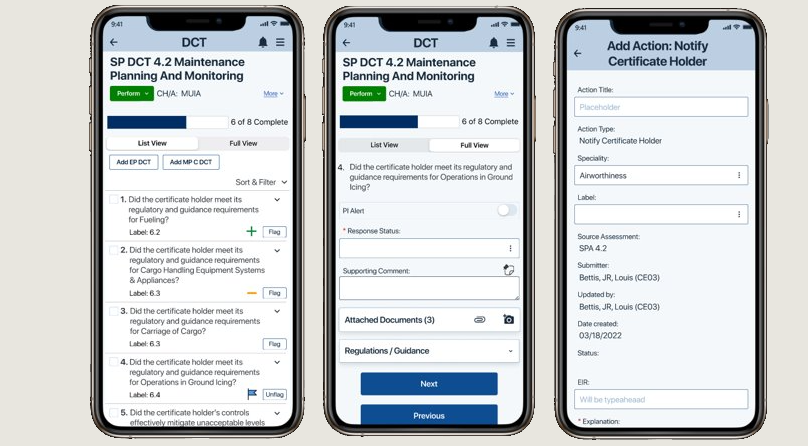 9:41
DCT
SP DCT 4.2 Maintenance
Planning And Monitoring
Perform
CH/A: MUIA
More
6 of 8 Complete
List View
Full View
Add EP DCT
Add MP C DCT
Sort & Filter
1. Did the certificate holder meet its
regulatory and guidance requirements
for Fueling?
Label: 6.2
Flag
2. Did the certificate holder meet its
regulatory and guidance requirements
for Cargo Handling Equipment Systems
& Appliances?
Label: 6.3
Flag
3. Did the certificate holder meet its
regulatory and guidance requirements
for Carriage of Cargo?
Label: 6.3
Flag
4. Did the certificate holder meet its
regulatory and guidance requirements
for Operations in Ground Icing?
Label: 6.4
Unflag
5. Did the certificate holder's controls
effectively mitigate unacceptable levels
9:41
DCT
SP DCT 4.2 Maintenance
Planning And Monitoring
Perform
CH/A: MUIA
More
6 of 8 Complete
List View
Full View
4. Did the certificate holder meet its regulatory and
guidance requirements for Operations in Ground
Icing?
PI Alert
* Response Status:
Supporting Comment:
Attached Documents (3)
Regulations / Guidance
Next
Previous
9:41
Add Action: Notify
Certificate Holder
Action Title:
Placeholder
Action Type:
Notify Certificate Holder
Speciality:
Airworthiness
Label:
Source Assessment:
SPA 4.2
Submitter:
Bettis, JR, Louis (CE03)
Updated by:
Bettis, JR, Louis (CE03)
Date created:
03/18/2022
Status:
EIR:
Will be typeaheaad
* Explanation: